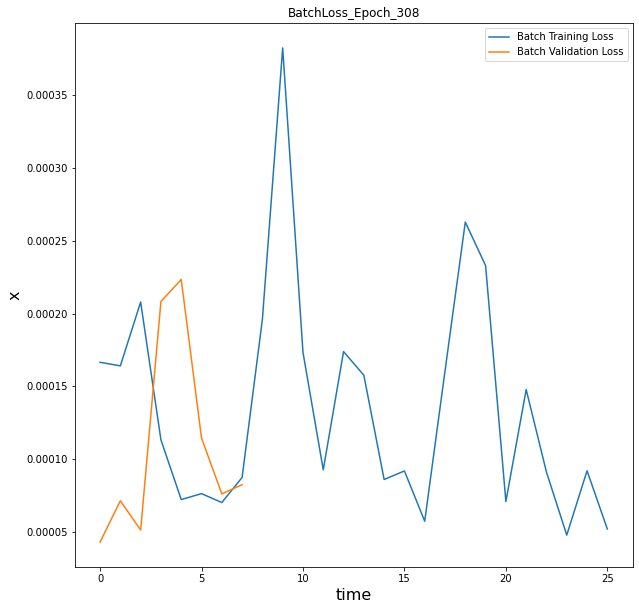 BatchLoss_Epoch_308
Batch Training Loss
Batch Validation Loss
0.00035
0.00030
0.00025
0.00020
0.00015
0.00010
0.00005
x
0 5 10 15 20 25
time